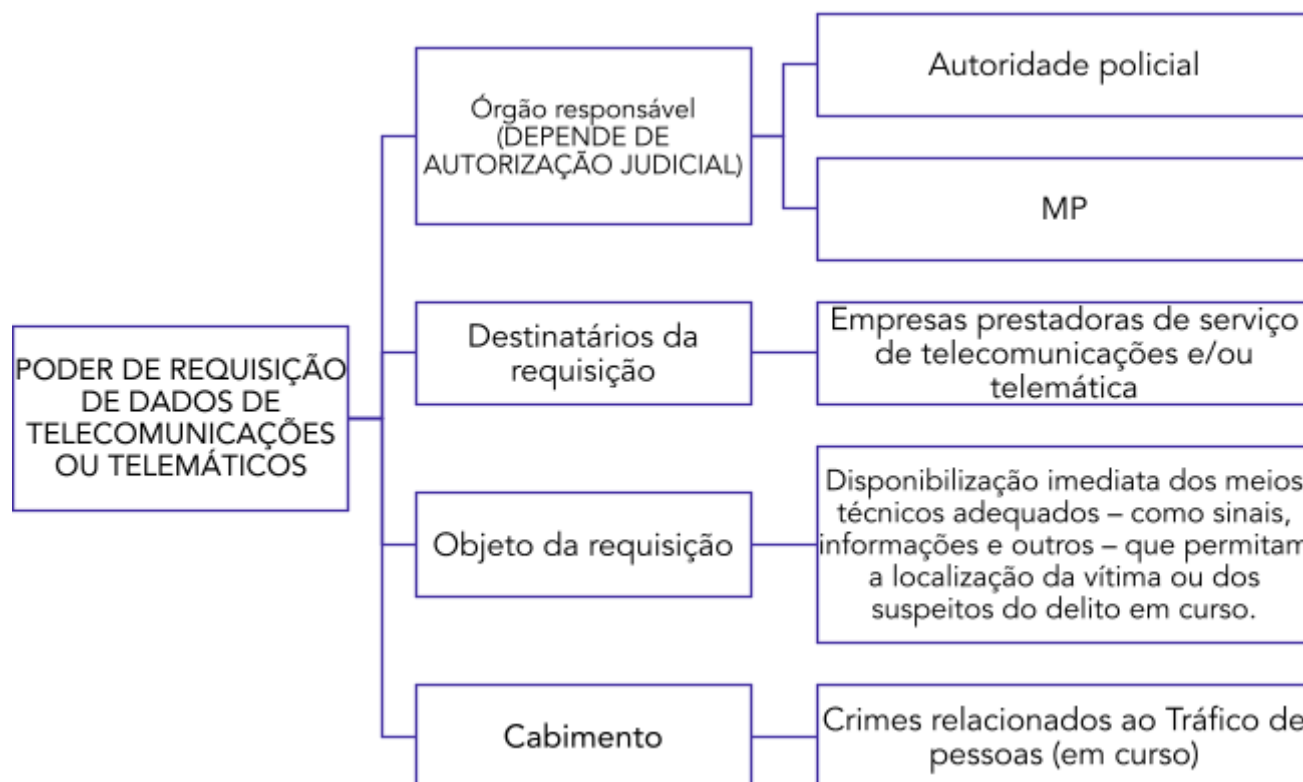 PODER DE REQUISIÇÃO
DE DADOS DE
TELECOMUNICAÇÕES
OU TELEMÁTICOS
Órgão responsável
(DEPENDE DE
AUTORIZAÇÃO JUDICIAL)
Autoridade policial
MP
Destinatários da
requisição
Empresas prestadoras de serviço
de telecomunicações e/ou
telemática
Objeto da requisição
Disponibilização imediata dos meios
técnicos adequados – como sinais,
informações e outros – que permitam
a localização da vítima ou dos
suspeitos do delito em curso.
Cabimento
Crimes relacionados ao Tráfico de
pessoas (em curso)